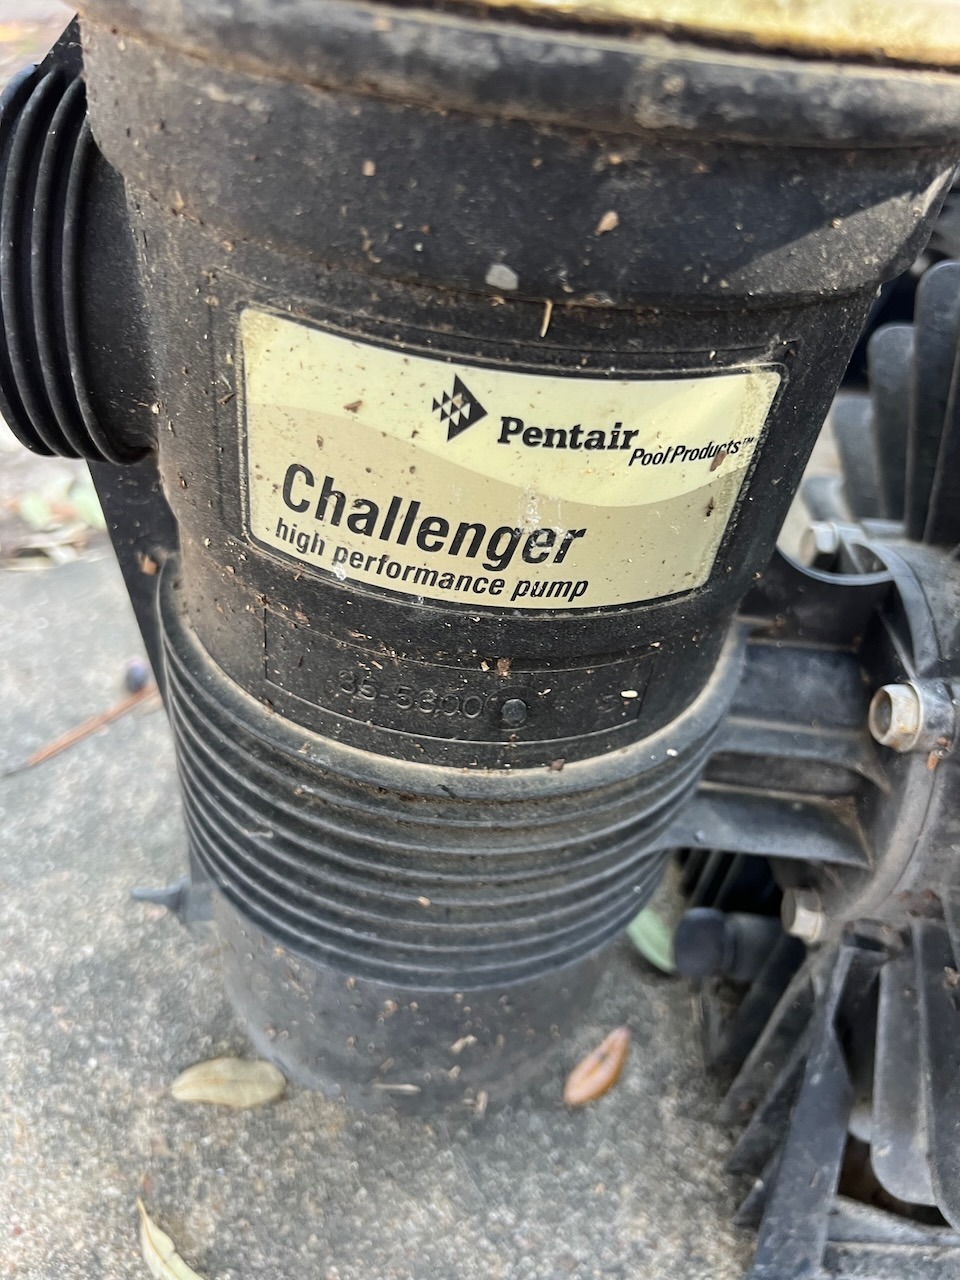 Pentair
Pool Products™
Challenger
high performance pump